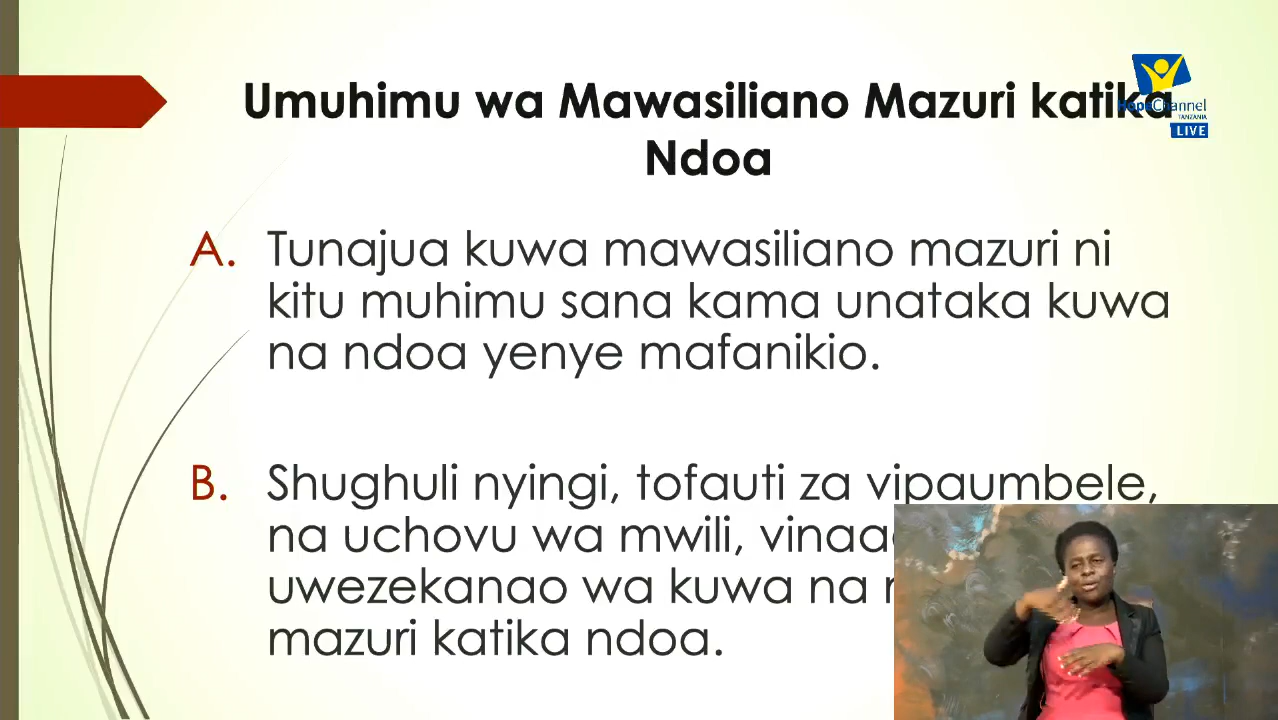 Umuhimu wa Mawasiliano Mazuri katika
Ndoa
HopeChannel
TANZANIA
LIVE
A. Tunajua kuwa mawasiliano mazuri ni
kitu muhimu sana kama unataka kuwa
na ndoa yenye mafanikio.
B. Shughuli nyingi, tofauti za vipaumbele,
na uchovu wa mwili,
uwezekanao wa kuwa na
mazuri katika ndoa.